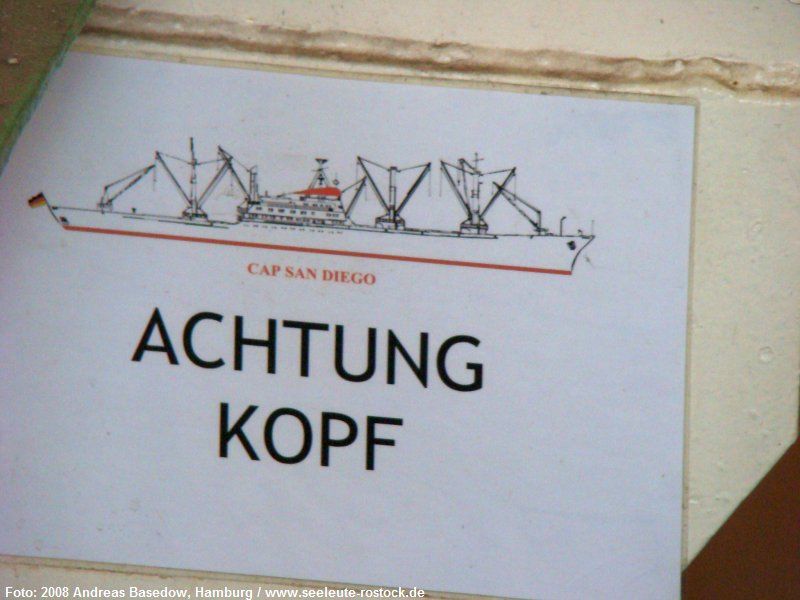 CAP SAN DIEGO
ACHTUNG
KOPF
Foto: 2008 Andreas Basedow, Hamburg / www.seeleute-rostock.de